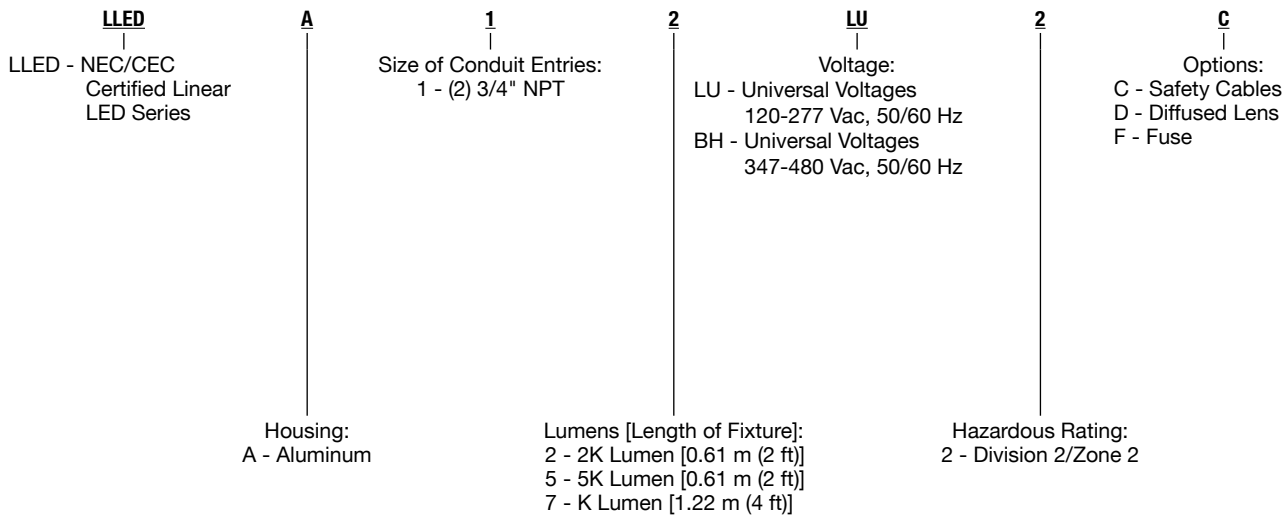 LLED A 1 2 LU 2 C
LLED - NEC/CEC
Certified Linear
LED Series
Size of Conduit Entries:
1 - (2) 3/4" NPT
Voltage:
LU - Universal Voltages
120-277 Vac, 50/60 Hz
BH - Universal Voltages
347-480 Vac, 50/60 Hz
Options:
C - Safety Cables
D - Diffused Lens
F - Fuse
Housing:
A - Aluminum
Lumens [Length of Fixture]:
2 - 2K Lumen [0.61 m (2 ft)]
5 - 5K Lumen [0.61 m (2 ft)]
7 - K Lumen [1.22 m (4 ft)]
Hazardous Rating:
2 - Division 2/Zone 2